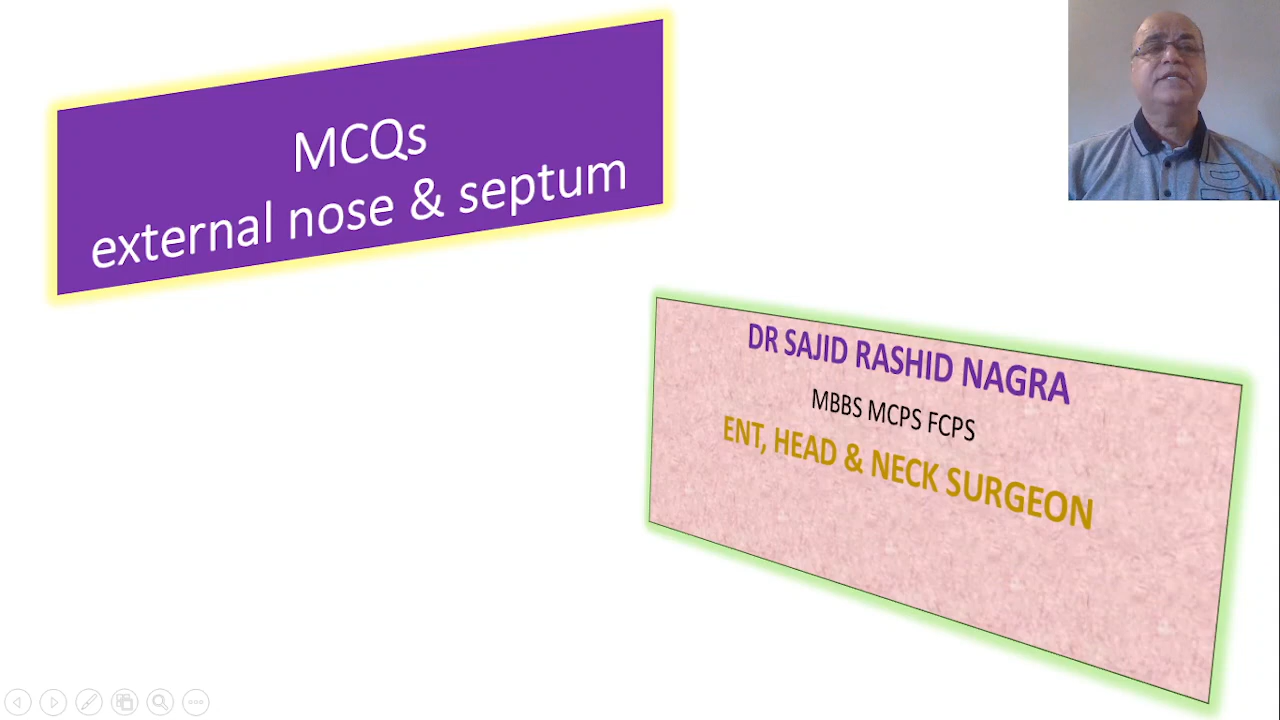 MCQs
external nose & septum
DR SAJID RASHID NAGRA
MBBS MCPS FCPS
ENT, HEAD & NECK SURGEON